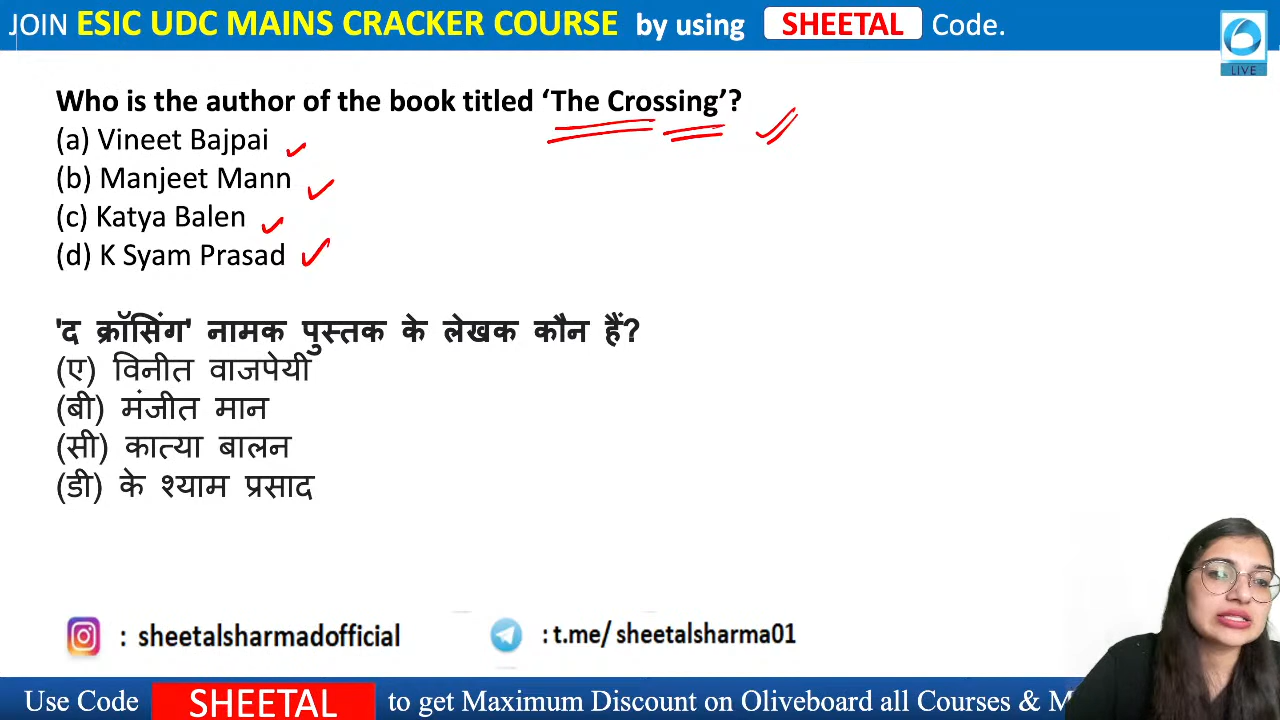 JOIN ESIC UDC MAINS CRACKER COURSE by using SHEETAL Code.
LIVE
Who is the author of the book titled ‘The Crossing’?
(a) Vineet Bajpai
(b) Manjeet Mann
(c) Katya Balen
(d) K Syam Prasad
'द क्रॉसिंग' नामक पुस्तक के लेखक कौन हैं?
(ए) विनीत वाजपेयी
(बी) मंजीत मान
(सी) कात्या बालन
(डी) के श्याम प्रसाद
: sheetalsharmadofficial
: t.me/ sheetalsharma01
Use Code SHEETAL to get Maximum Discount on Oliveboard all Courses & M